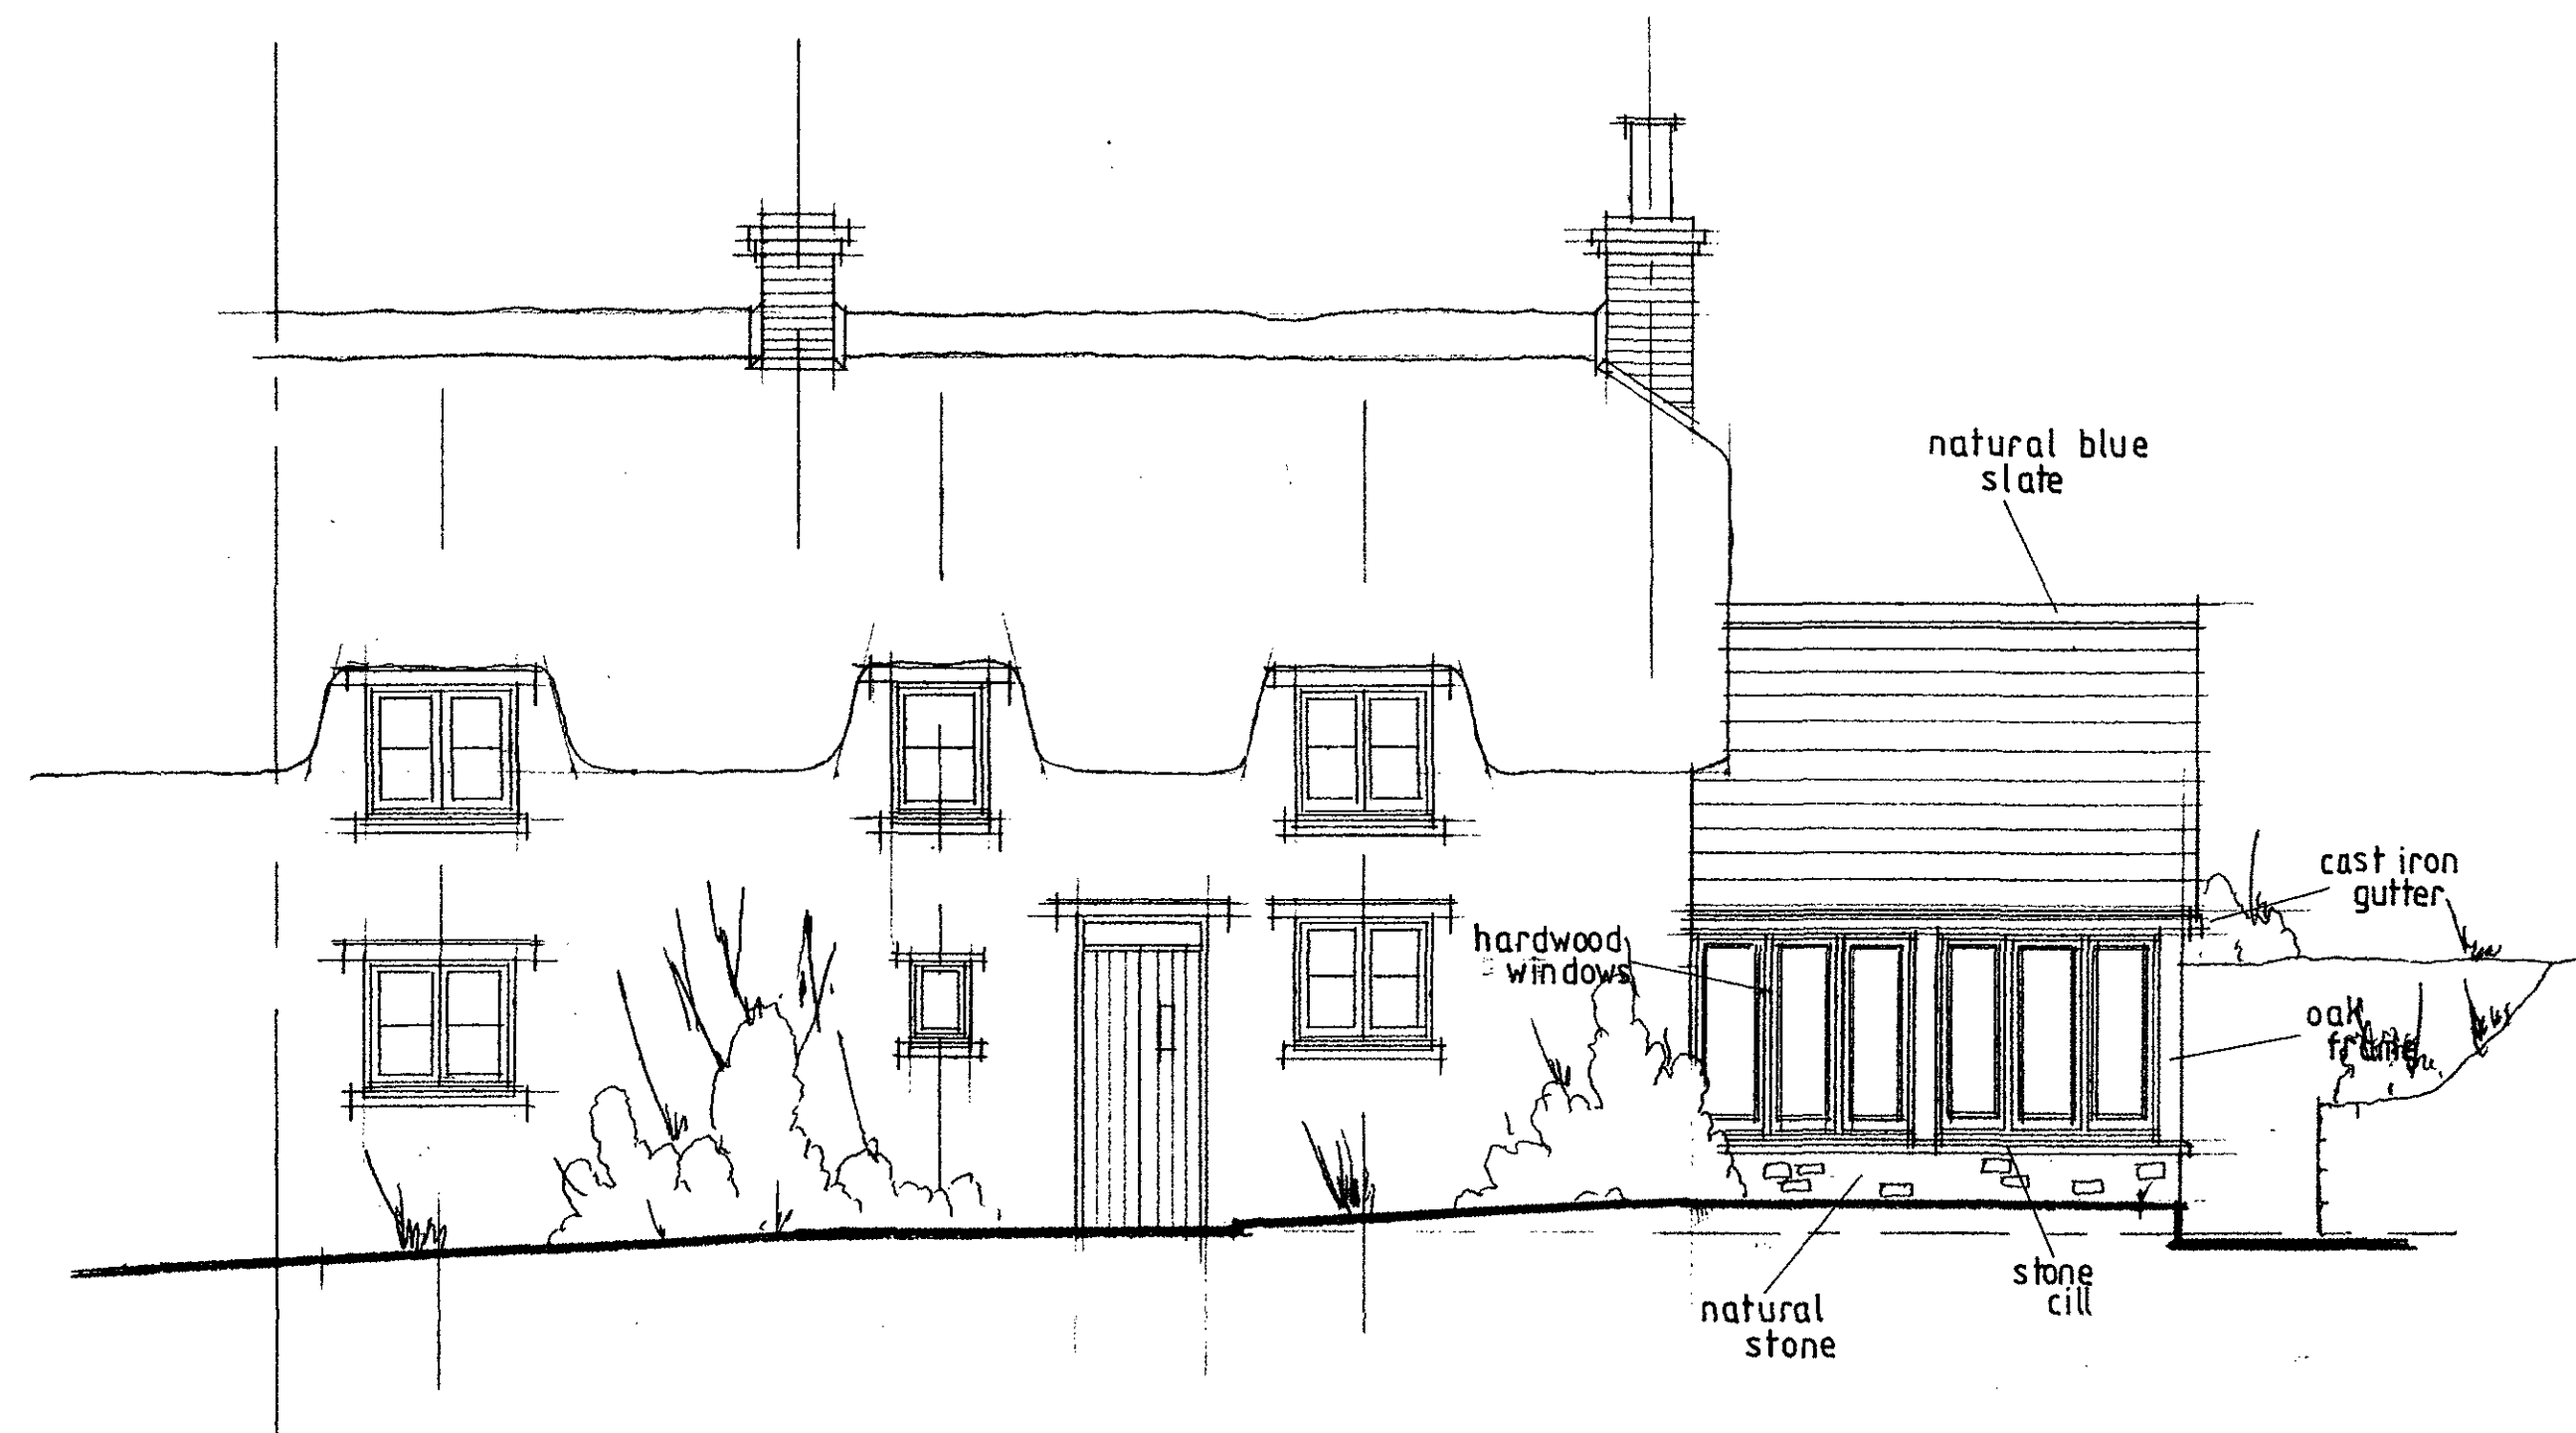 natural blue
slate
cast iron
gutter
hardwood
windows
oak
frame
stone
cill
natural
stone